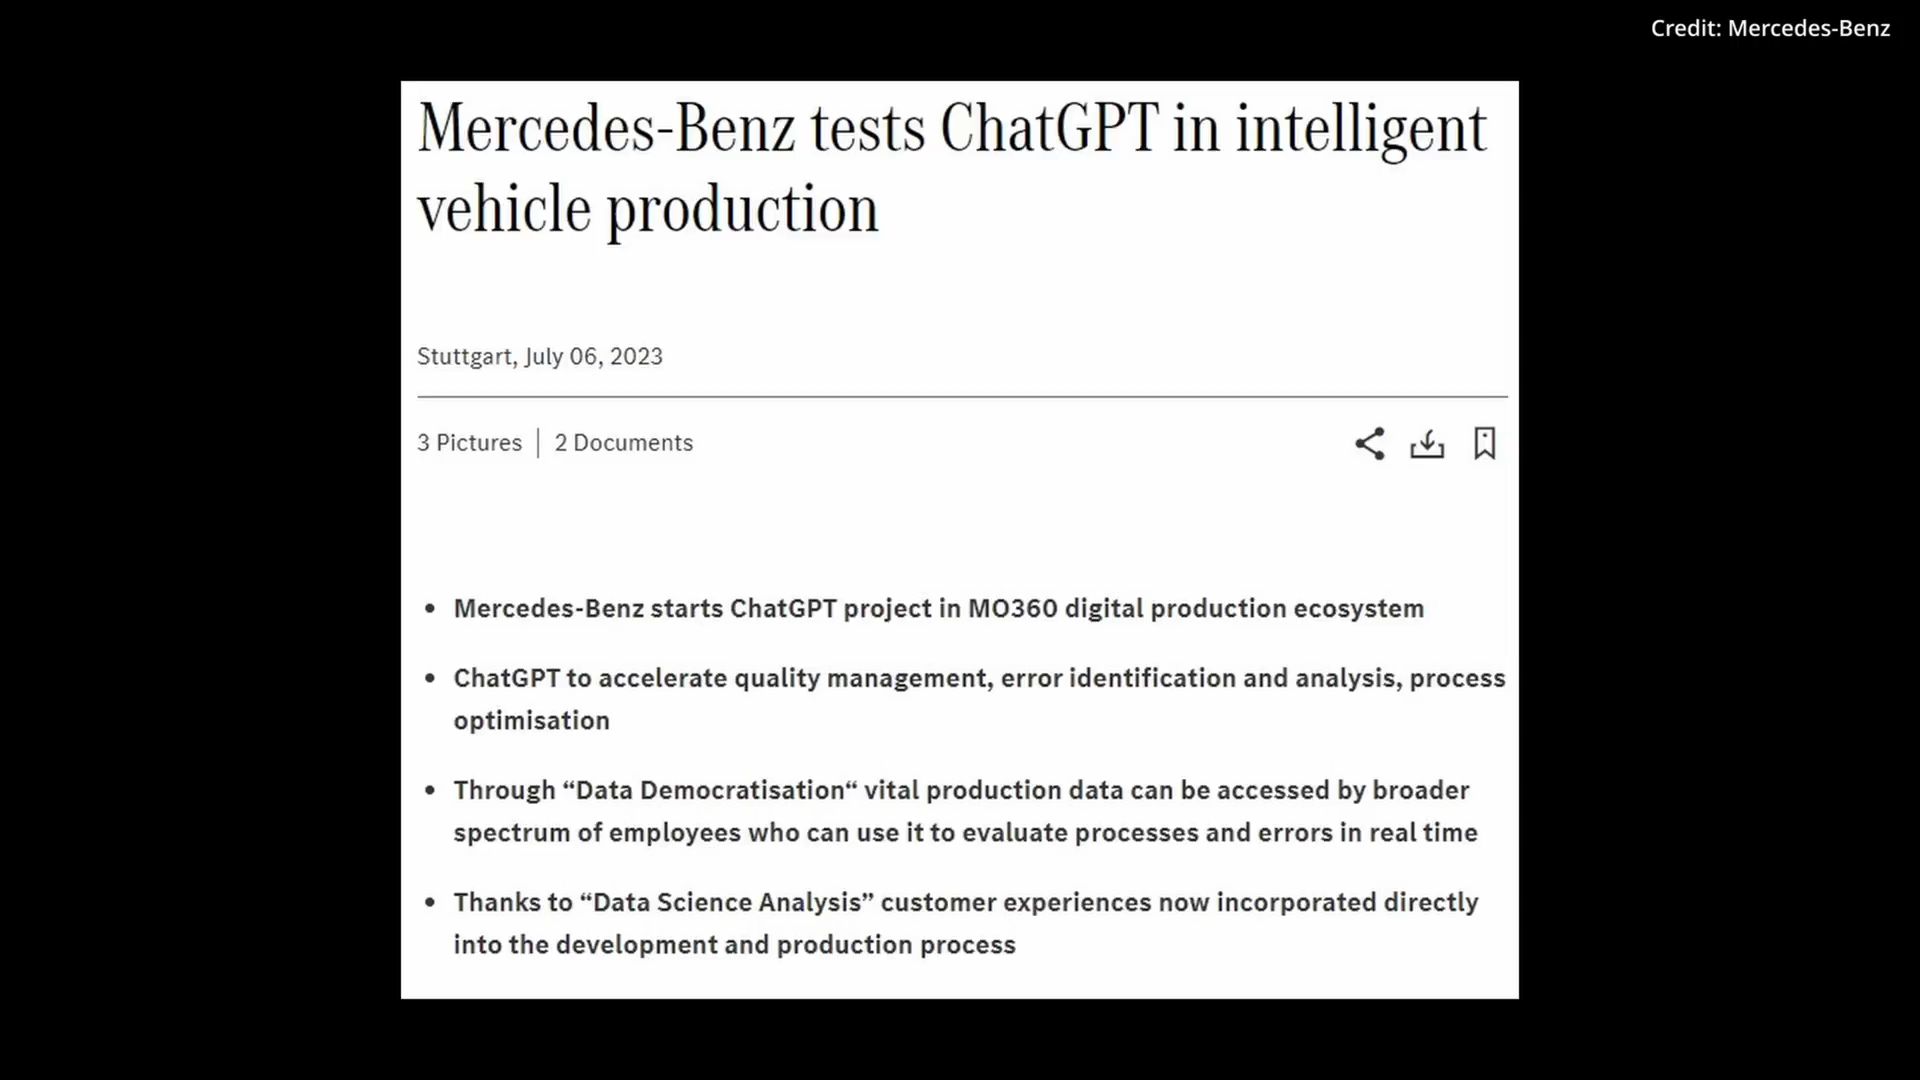 Credit: Mercedes-Benz
Mercedes-Benz tests ChatGPT in intelligent
vehicle production
Stuttgart, July 06, 2023
3 Pictures | 2 Documents
• Mercedes-Benz starts ChatGPT project in MO360 digital production ecosystem
• ChatGPT to accelerate quality management, error identification and analysis, process
optimisation
• Through “Data Democratisation“ vital production data can be accessed by broader
spectrum of employees who can use it to evaluate processes and errors in real time
• Thanks to “Data Science Analysis” customer experiences now incorporated directly
into the development and production process